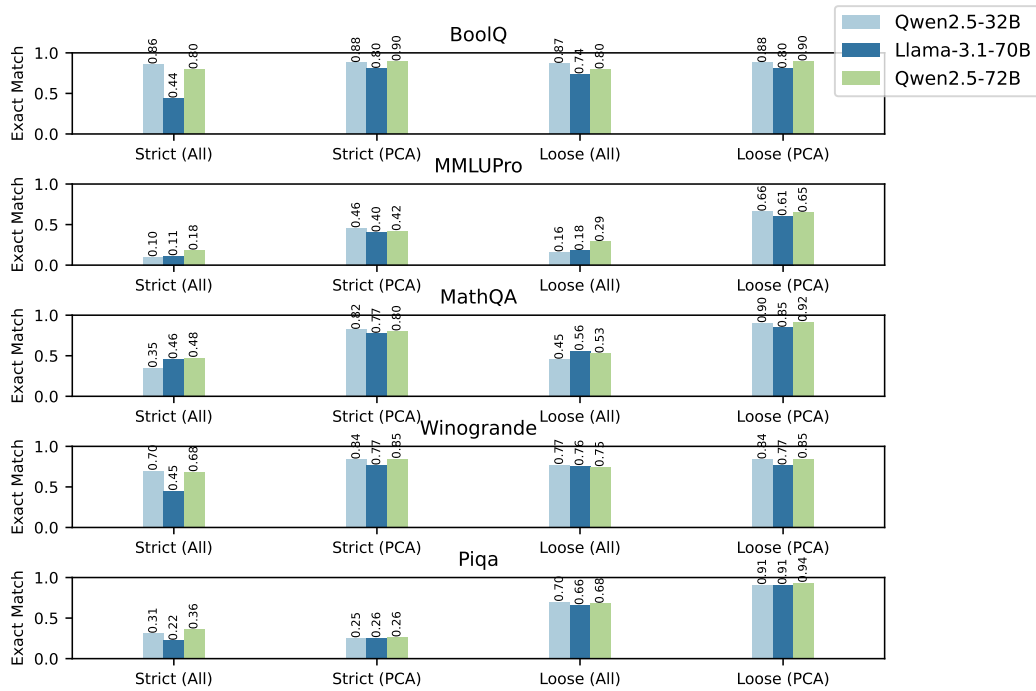 Qwen2.5-32B
Llama-3.1-70B
Qwen2.5-72B
BoolQ
Exact Match
1.0
0.5
0.0
0.86
0.44
0.80
0.88
0.80
0.90
0.87
0.74
0.80
0.88
0.80
0.90
Strict (All)
Strict (PCA)
Loose (All)
Loose (PCA)
MMLUPro
Exact Match
1.0
0.5
0.0
0.10
0.11
0.18
0.46
0.40
0.42
0.16
0.18
0.29
0.66
0.61
0.65
Strict (All)
Strict (PCA)
Loose (All)
Loose (PCA)
MathQA
Exact Match
1.0
0.5
0.0
0.35
0.46
0.48
0.82
0.77
0.80
0.45
0.56
0.53
0.90
0.85
0.92
Strict (All)
Strict (PCA)
Loose (All)
Loose (PCA)
Winogrande
Exact Match
1.0
0.5
0.0
0.70
0.45
0.68
0.84
0.77
0.85
0.77
0.76
0.75
0.84
0.77
0.85
Strict (All)
Strict (PCA)
Loose (All)
Loose (PCA)
Piqa
Exact Match
1.0
0.5
0.0
0.31
0.22
0.36
0.25
0.26
0.26
0.70
0.66
0.68
0.91
0.91
0.94
Strict (All)
Strict (PCA)
Loose (All)
Loose (PCA)